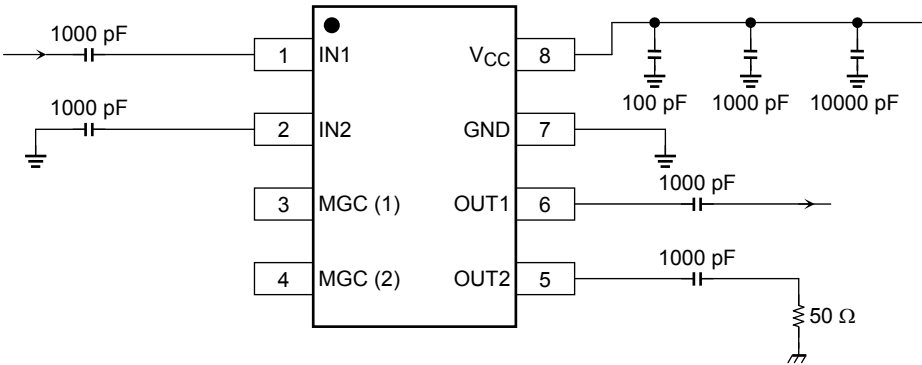 1000 pF
1 IN1
1000 pF
2 IN2
3 MGC (1)
4 MGC (2)
VCC 8
100 pF 1000 pF 10000 pF
GND 7
1000 pF
OUT1 6
1000 pF
OUT2 5
50 Ω